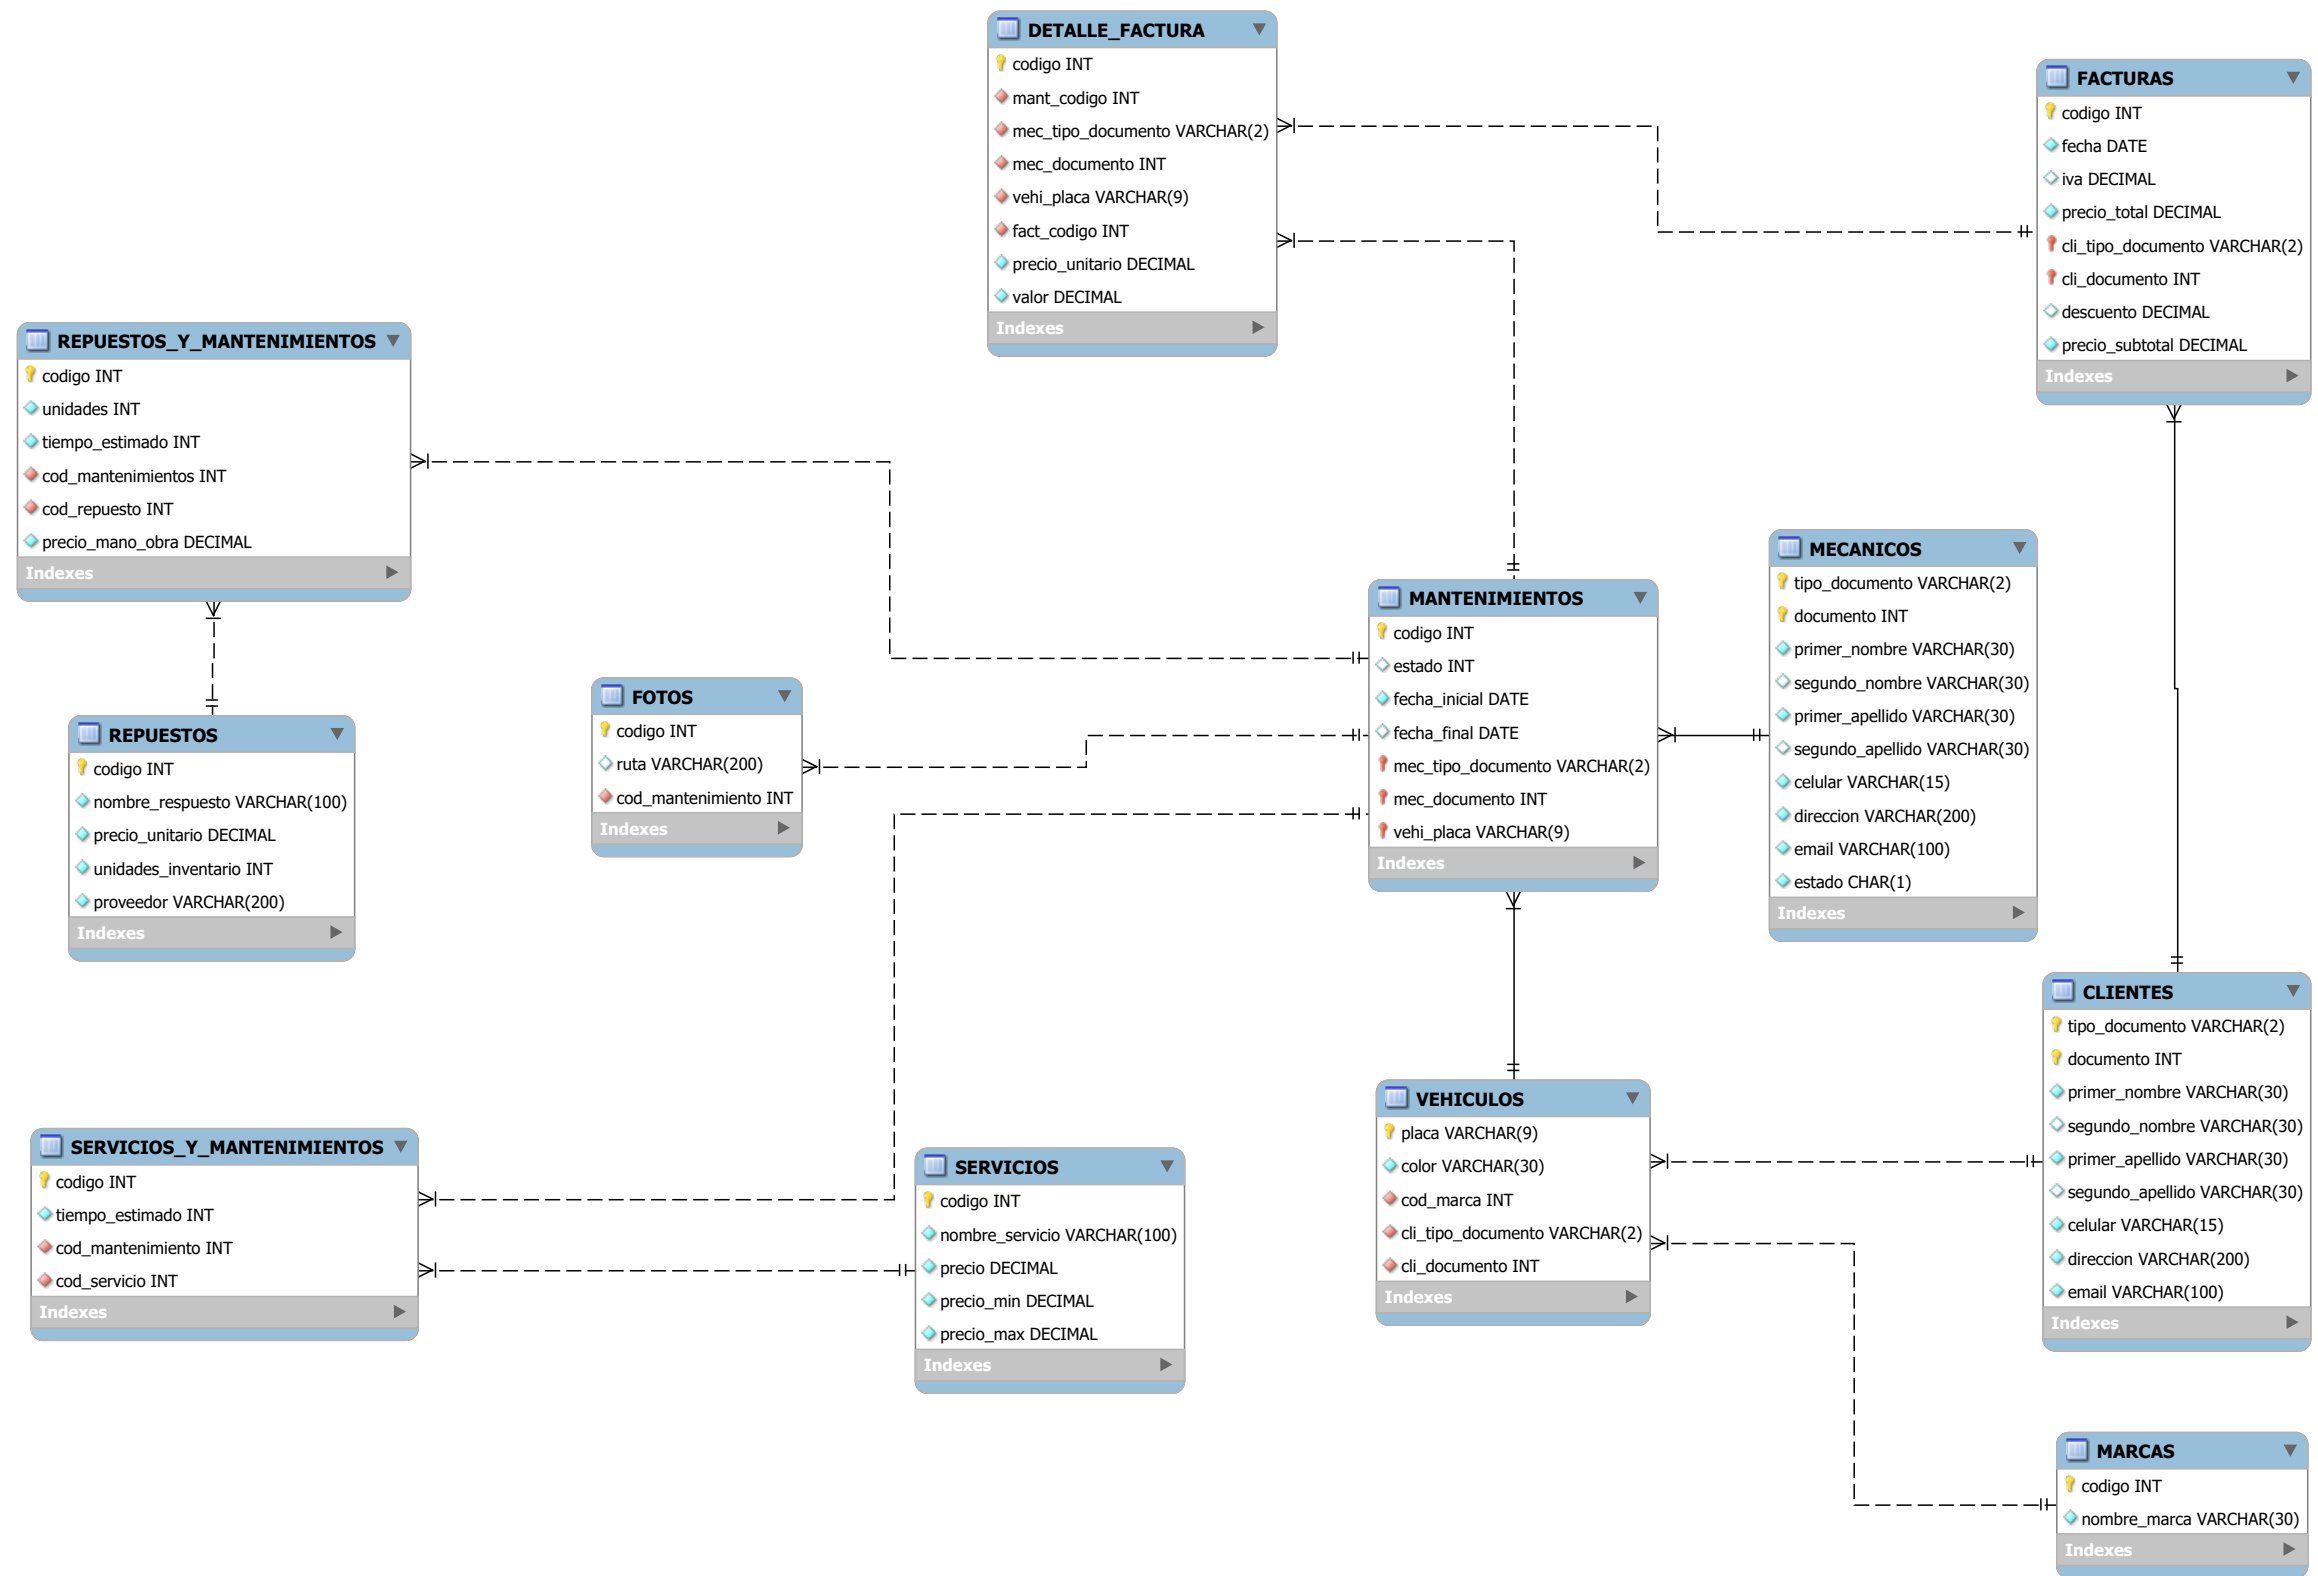 DETALLE_FACTURA
codigo INT
mant_codigo INT
mec_tipo_documento VARCHAR(2)
mec_documento INT
vehi_placa VARCHAR(9)
fact_codigo INT
precio_unitario DECIMAL
valor DECIMAL
Indexes
FACTURAS
codigo INT
fecha DATE
iva DECIMAL
precio_total DECIMAL
cli_tipo_documento VARCHAR(2)
cli_documento INT
descuento DECIMAL
precio_subtotal DECIMAL
Indexes
REPUESTOS_Y_MANTENIMIENTOS
codigo INT
unidades INT
tiempo_estimado INT
cod_mantenimientos INT
cod_repuesto INT
precio_mano_obra DECIMAL
Indexes
MECANICOS
tipo_documento VARCHAR(2)
documento INT
primer_nombre VARCHAR(30)
segundo_nombre VARCHAR(30)
primer_apellido VARCHAR(30)
segundo_apellido VARCHAR(30)
celular VARCHAR(15)
direccion VARCHAR(200)
email VARCHAR(100)
estado CHAR(1)
Indexes
MANTENIMIENTOS
codigo INT
estado INT
fecha_inicial DATE
fecha_final DATE
mec_tipo_documento VARCHAR(2)
mec_documento INT
vehi_placa VARCHAR(9)
Indexes
FOTOS
codigo INT
ruta VARCHAR(200)
cod_mantenimiento INT
Indexes
REPUESTOS
codigo INT
nombre_respuesto VARCHAR(100)
precio_unitario DECIMAL
unidades_inventario INT
proveedor VARCHAR(200)
Indexes
CLIENTES
tipo_documento VARCHAR(2)
documento INT
primer_nombre VARCHAR(30)
segundo_nombre VARCHAR(30)
primer_apellido VARCHAR(30)
segundo_apellido VARCHAR(30)
celular VARCHAR(15)
direccion VARCHAR(200)
email VARCHAR(100)
Indexes
VEHICULOS
placa VARCHAR(9)
color VARCHAR(30)
cod_marca INT
cli_tipo_documento VARCHAR(2)
cli_documento INT
Indexes
SERVICIOS_Y_MANTENIMIENTOS
codigo INT
tiempo_estimado INT
cod_mantenimiento INT
cod_servicio INT
Indexes
SERVICIOS
codigo INT
nombre_servicio VARCHAR(100)
precio DECIMAL
precio_min DECIMAL
precio_max DECIMAL
Indexes
MARCAS
codigo INT
nombre_marca VARCHAR(30)
Indexes